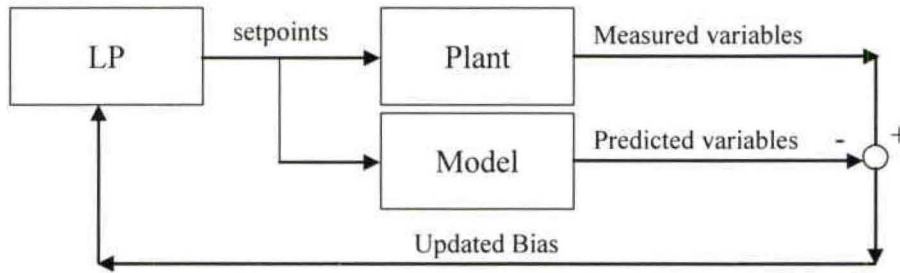 LP
setpoints
Plant
Measured variables
Model
Predicted variables
-
+
Updated Bias